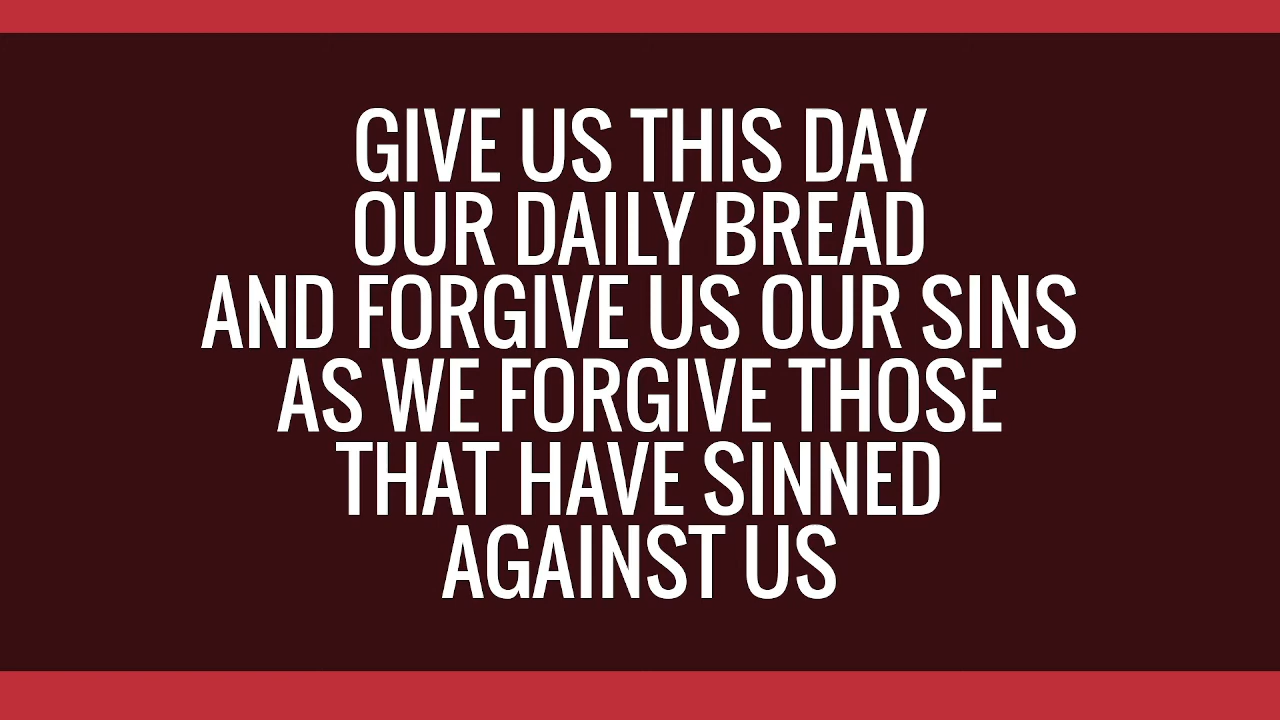 GIVE US THIS DAY
OUR DAILY BREAD
AND FORGIVE US OUR SINS
AS WE FORGIVE THOSE
THAT HAVE SINNED
AGAINST US